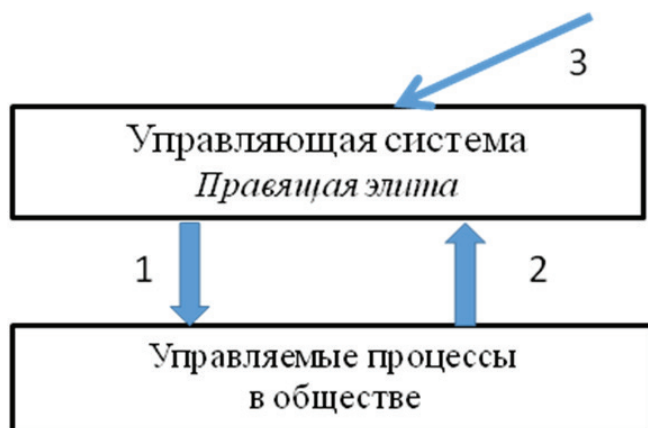 3
Управляющая система
Правящая элита
1
2
Управляемые процессы
в обществе